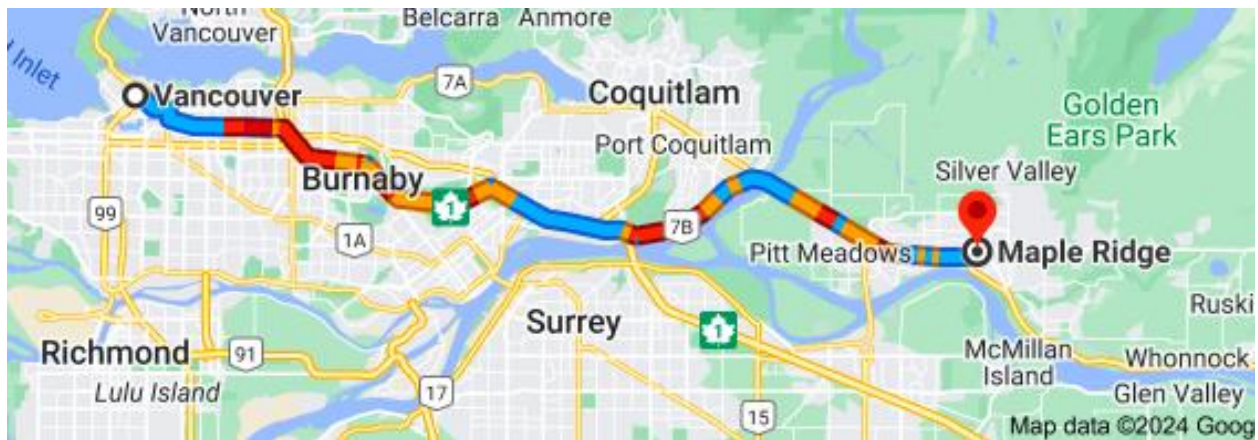 North
Vancouver
Belcarra
Anmore
Inlet
Vancouver
7A
Coquitlam
Golden
Ears Park
Port Coquitlam
Silver Valley
Burnaby
99
1
7B
1A
Pitt Meadows
Maple Ridge
Surrey
1
Ruski
Richmond
91
McMillan
Island
Whonnock
Lulu Island
17
15
Glen Valley
Map data ©2024 Goog